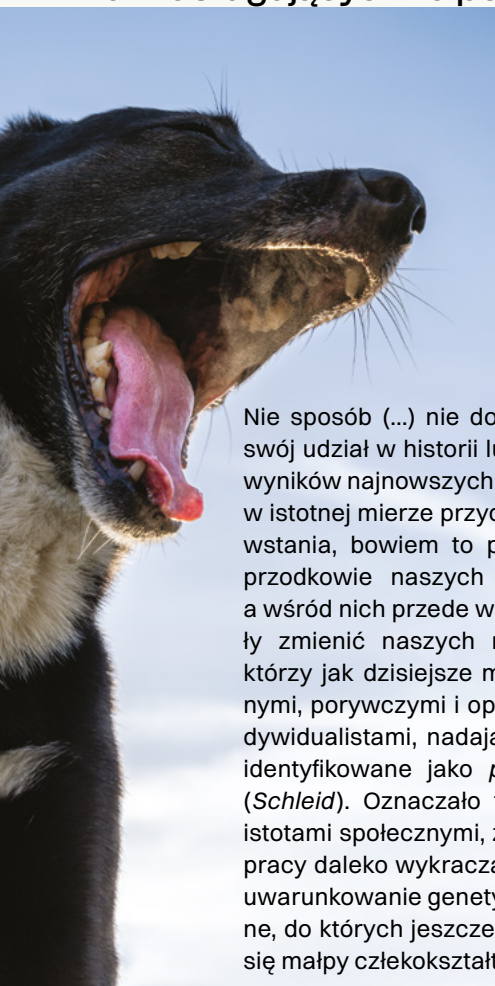 Nie sposób (...) nie do
swój udział w historii lu
wyników najnowszych
w istotnej mierze przyc
wstania, bowiem to p
przodkowie naszych
a wśród nich przede w
ły zmienić naszych
którzy jak dzisiejsze m
nymi, porywczymi i op
dywidualistami, nadają
identyfikowane jako p
(Schleid). Oznaczało
istotami społecznymi, z
pracy daleko wykracza
uwarunkowanie genety
ne, do których jeszcze
się małpy człekokształt